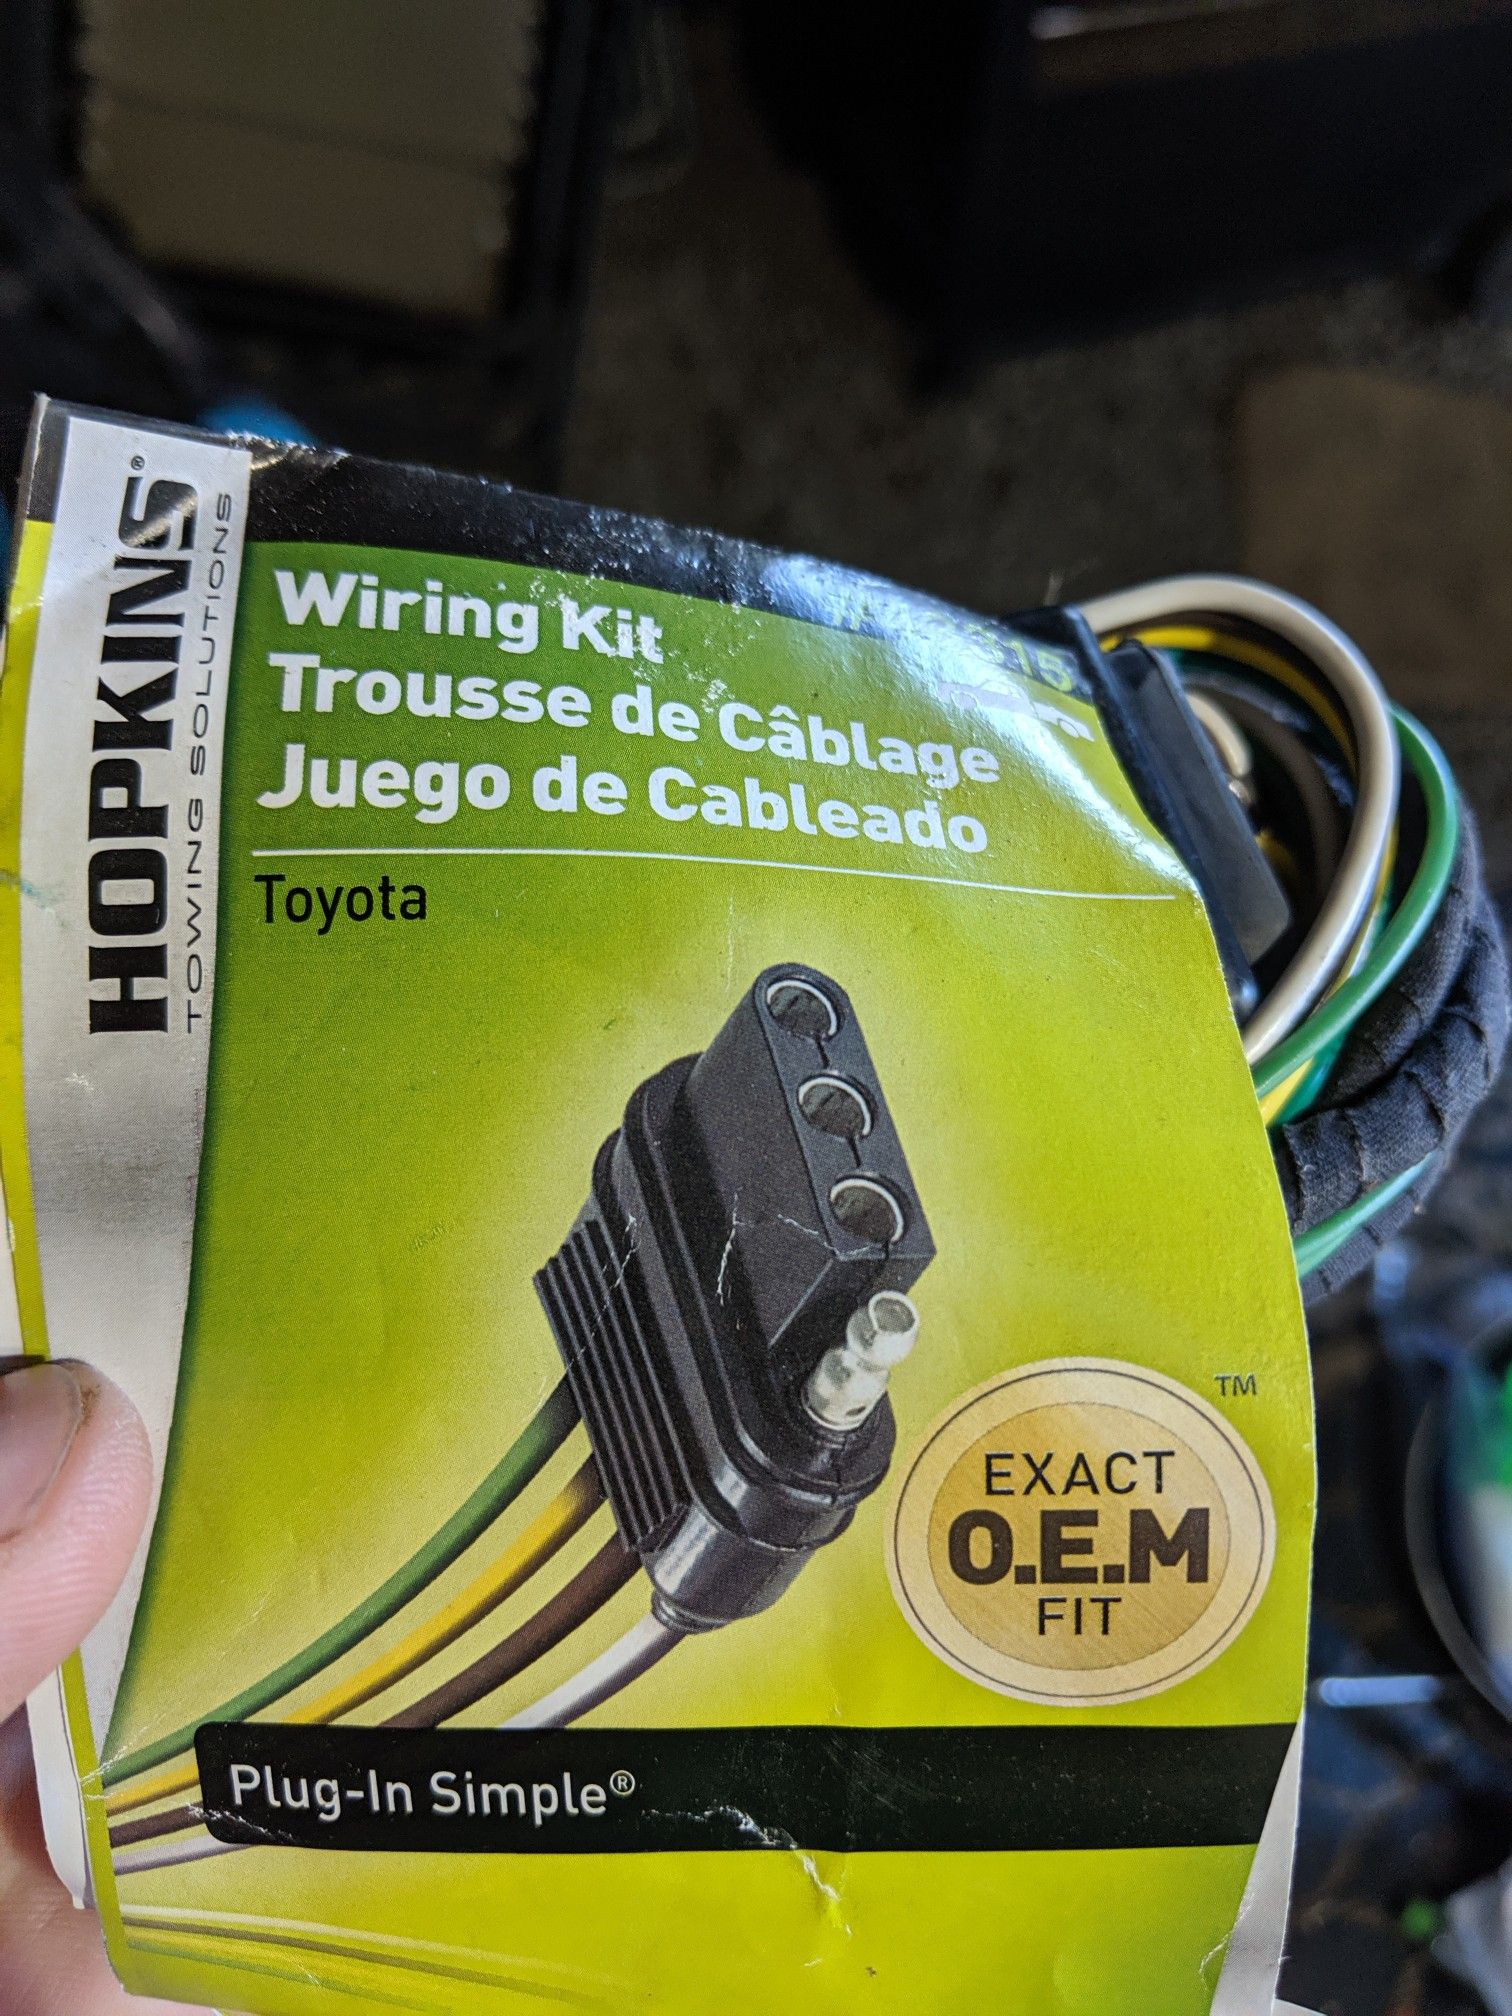 HOPKINS®
TOWING SOLUTIONS
Wiring Kit
Trousse de Câblage
Juego de Cableado
Toyota
EXACT
O.E.M
FIT
TM
Plug-In Simple®